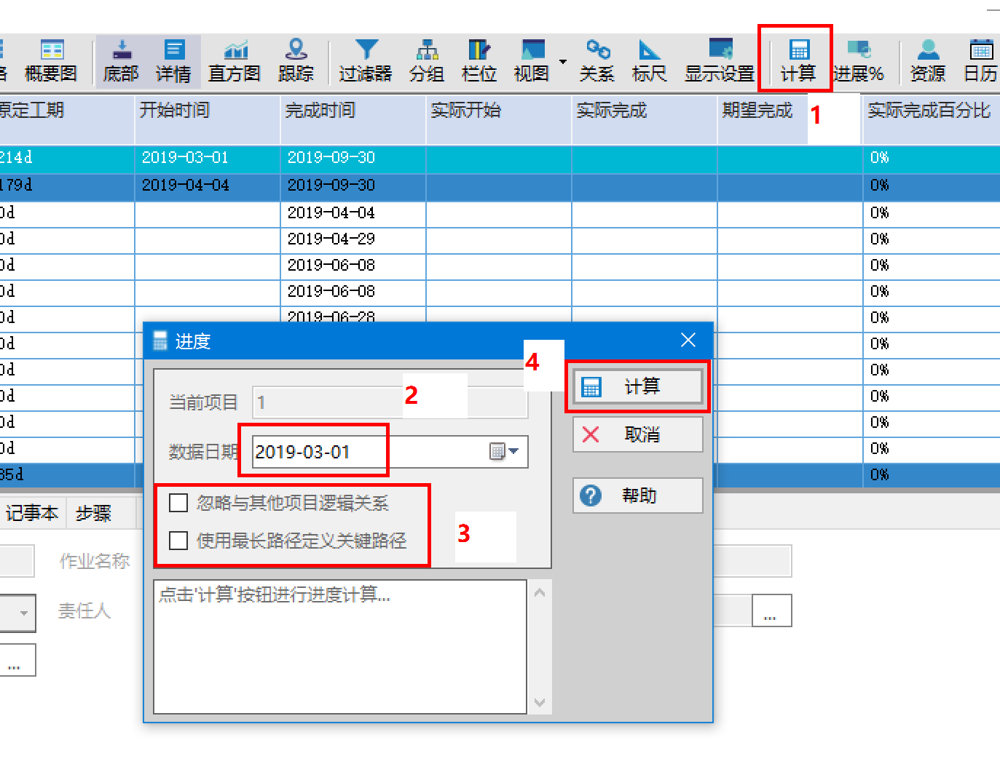 概要图 底部 详情 直方图 跟踪 过滤器 分组 栏位 视图 关系 标尺 显示设置 计算 进展% 资源 日历
原定工期 开始时间 完成时间 实际开始 实际完成 期望完成 1 实际完成百分比
214d 2019-03-01 2019-09-30 0%
179d 2019-04-04 2019-09-30 0%
0d 2019-04-04 0%
0d 2019-04-29 0%
0d 2019-06-08 0%
0d 2019-06-08 0%
0d 2019-06-28 0%
0d 0%
0d 0%
0d 0%
0d 0%
0d 0%
35d 0%
进度
4
计算
当前项目 1 2
取消
数据日期 2019-03-01
忽略与其他项目逻辑关系
帮助
使用最长路径定义关键路径
3
点击'计算'按钮进行进度计算...
记事本 步骤
作业名称
责任人
...
...